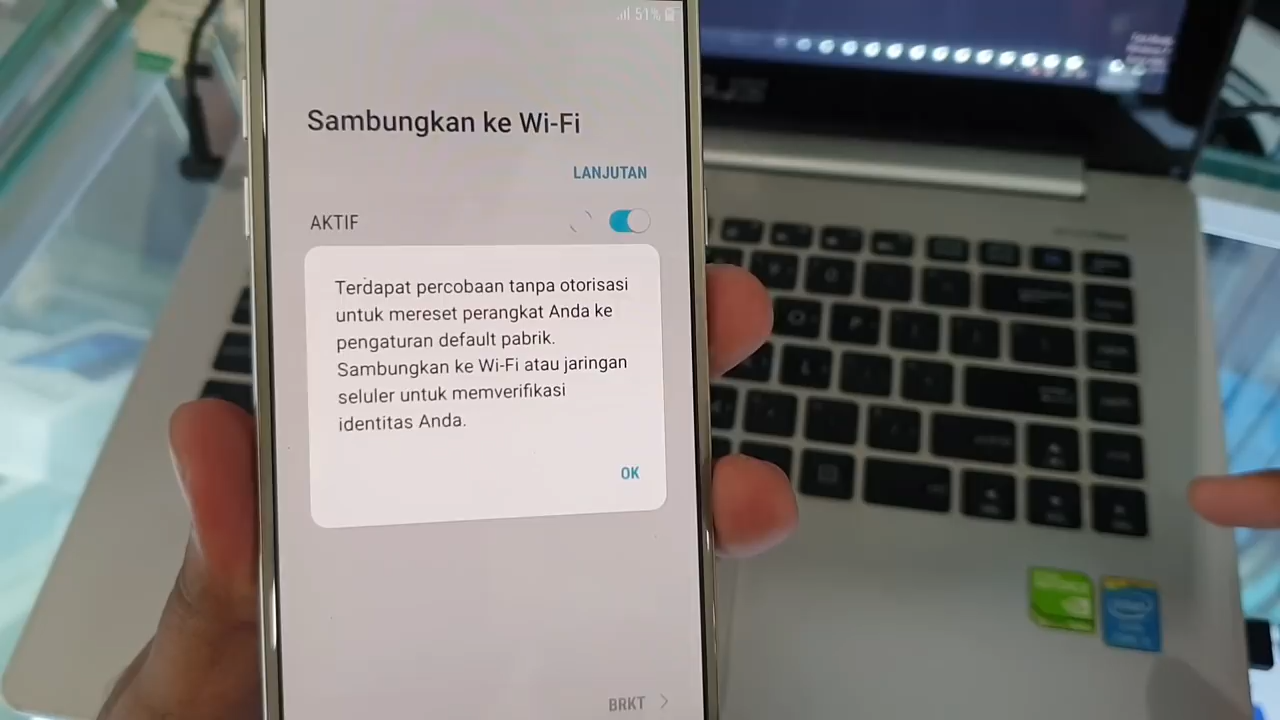 51%
Sambungkan ke Wi-Fi
LANJUTAN
AKTIF
Terdapat percobaan tanpa otorisasi
untuk mereset perangkat Anda ke
pengaturan default pabrik.
Sambungkan ke Wi-Fi atau jaringan
seluler untuk memverifikasi
identitas Anda.
OK
BRKT